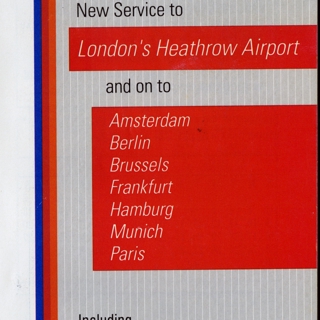 New Service to
London's Heathrow Airport
and on to
Amsterdam
Berlin
Brussels
Frankfurt
Hamburg
Munich
Paris
Including